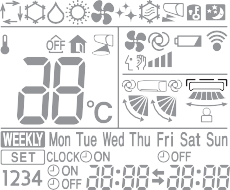 OFF
88 °C
WEEKLY Mon Tue Wed Thu Fri Sat Sun
SET CLOCK ON OFF
1234 ON OFF 88:88 88:88